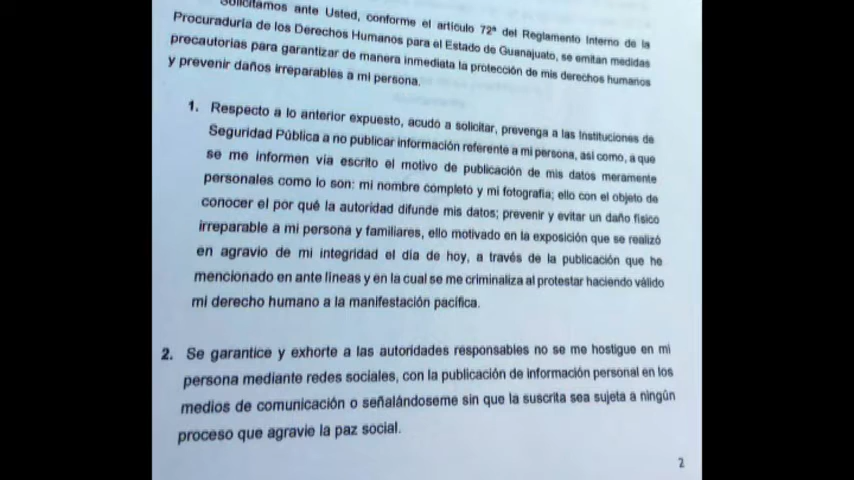 Solicitamos ante Usted, conforme el artículo 72ª del Reglamento Interno de la
Procuraduría de los Derechos Humanos para el Estado de Guanajuato, se emitan medidas
precautorias para garantizar de manera inmediata la protección de mis derechos humanos
y prevenir daños irreparables a mi persona.
1. Respecto a lo anterior expuesto, acudo a solicitar, prevenga a las Instituciones de
Seguridad Pública a no publicar información referente a mi persona, así como, a que
se me informen vía escrito el motivo de publicación de mis datos meramente
personales como lo son: mi nombre completo y mi fotografía; ello con el objeto de
conocer el por qué la autoridad difunde mis datos; prevenir y evitar un daño físico
irreparable a mi persona y familiares, ello motivado en la exposición que se realizó
en agravio de mi integridad el día de hoy, a través de la publicación que he
mencionado en ante líneas y en la cual se me criminaliza al protestar haciendo válido
mi derecho humano a la manifestación pacífica.
2. Se garantice y exhorte a las autoridades responsables no se me hostigue en mi
persona mediante redes sociales, con la publicación de información personal en los
medios de comunicación o señalándoseme sin que la suscrita sea sujeta a ningún
proceso que agravie la paz social.
2